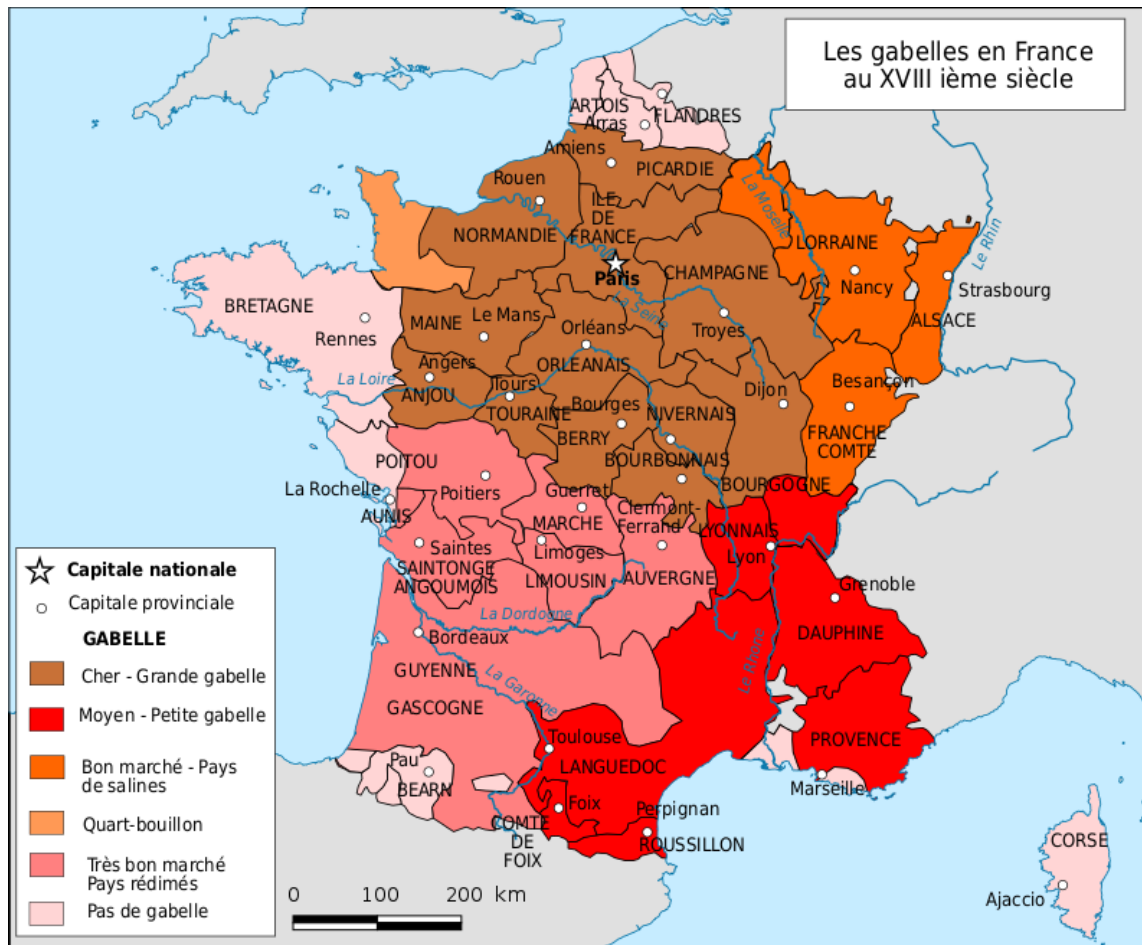 Les gabelles en France
au XVIII ième siècle
ARTOIS
Arras
FLANDRES
Amiens
PICARDIE
Rouen
ILE
DE
FRANCE
NORMANDIE
La Moselle
LORRAINE
Le Rhin
CHAMPAGNE
Paris
Nancy
Strasbourg
ALSACE
BRETAGNE
Rennes
La Seine
MAINE
Le Mans
Orléans
Troyes
ORLEANAIS
Angers
La Loire
ANJOU
Tours
TOURAINE
Bourges
NIVERNAIS
Dijon
Besançon
BERRY
FRANCHE
COMTE
BOURBONNAIS
BOURGOGNE
POITOU
La Rochelle
Poitiers
Gueret
AUNIS
MARCHE
Clermont-
Ferrand
LYONNAIS
Lyon
Saintes
Limoges
SAINTONGE
ANGOUMOIS
LIMOUSIN
AUVERGNE
Grenoble
La Dordogne
Bordeaux
DAUPHINE
GUYENNE
La Garonne
Le Rhone
GASCOGNE
Toulouse
PROVENCE
LANGUEDOC
Pau
BEARN
Marseille
Foix
Perpignan
COMTE
DE
FOIX
ROUSSILLON
CORSE
Ajaccio
Capitale nationale
Capitale provinciale
GABELLE
Cher - Grande gabelle
Moyen - Petite gabelle
Bon marché - Pays
de salines
Quart-bouillon
Très bon marché
Pays rédimés
Pas de gabelle
0 100 200 km